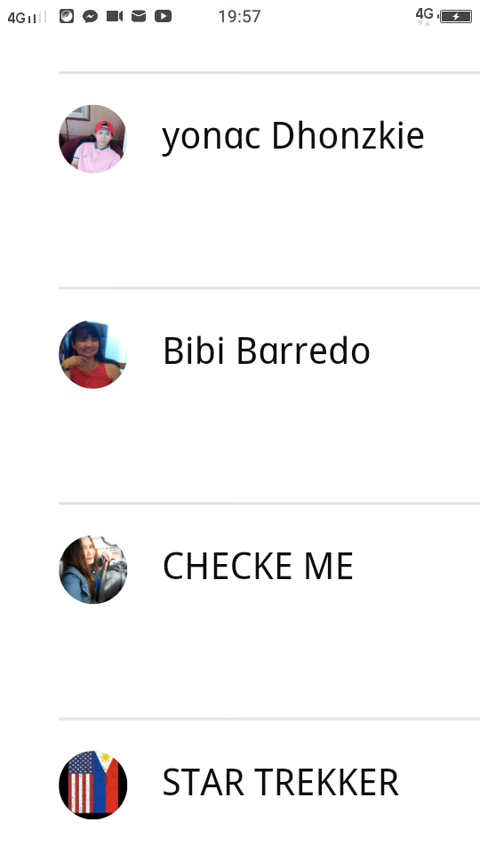 4G 19:57 4G
yonac Dhonzkie
Bibi Barredo
CHECKE ME
STAR TREKKER